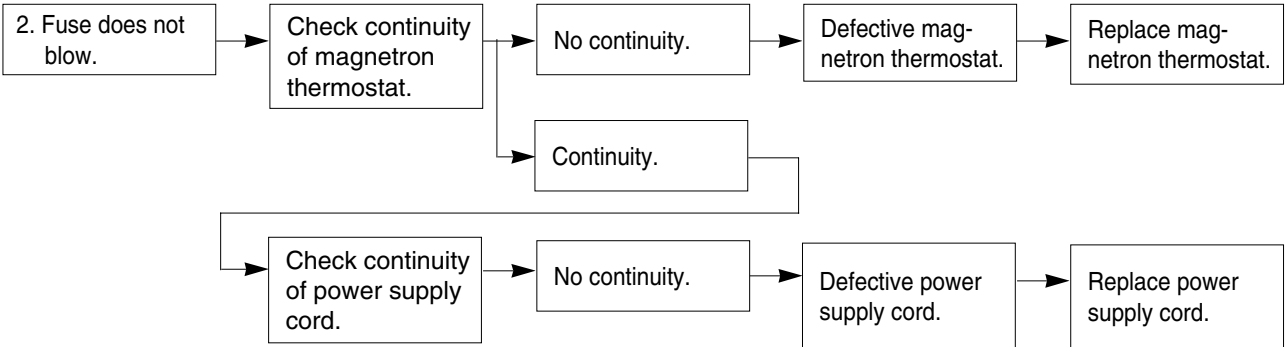 2. Fuse does not
blow.
Check continuity
of magnetron
thermostat.
No continuity.
Defective mag-
netron thermostat.
Replace mag-
netron thermostat.
Continuity.
Check continuity
of power supply
cord.
No continuity.
Defective power
supply cord.
Replace power
supply cord.